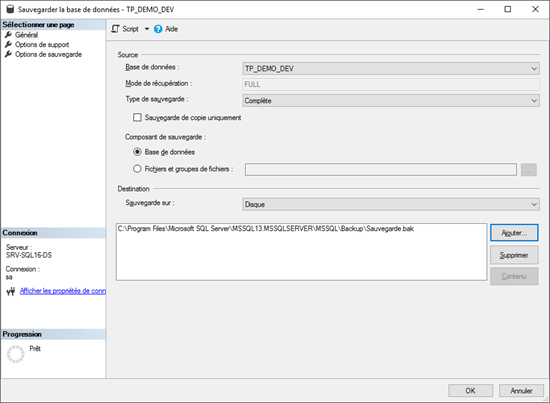 Sauvegarder la base de données - TP_DEMO_DEV
Sélectionner une page
Général
Options de support
Options de sauvegarde
Script
Aide
Source
Base de données :
TP_DEMO_DEV
Mode de récupération :
FULL
Type de sauvegarde :
Complète
Sauvegarde de copie uniquement
Composant de sauvegarde :
Base de données
Fichiers et groupes de fichiers :
...
Destination
Sauvegarde sur :
Disque
C:\Program Files\Microsoft SQL Server\MSSQL13.MSSQLSERVER\MSSQL\Backup\Sauvegarde.bak
Ajouter...
Supprimer
Contenu
Connexion
Serveur :
SRV-SQL16-DS
Connexion :
sa
Afficher les propriétés de conn
Progression
Prêt
OK
Annuler